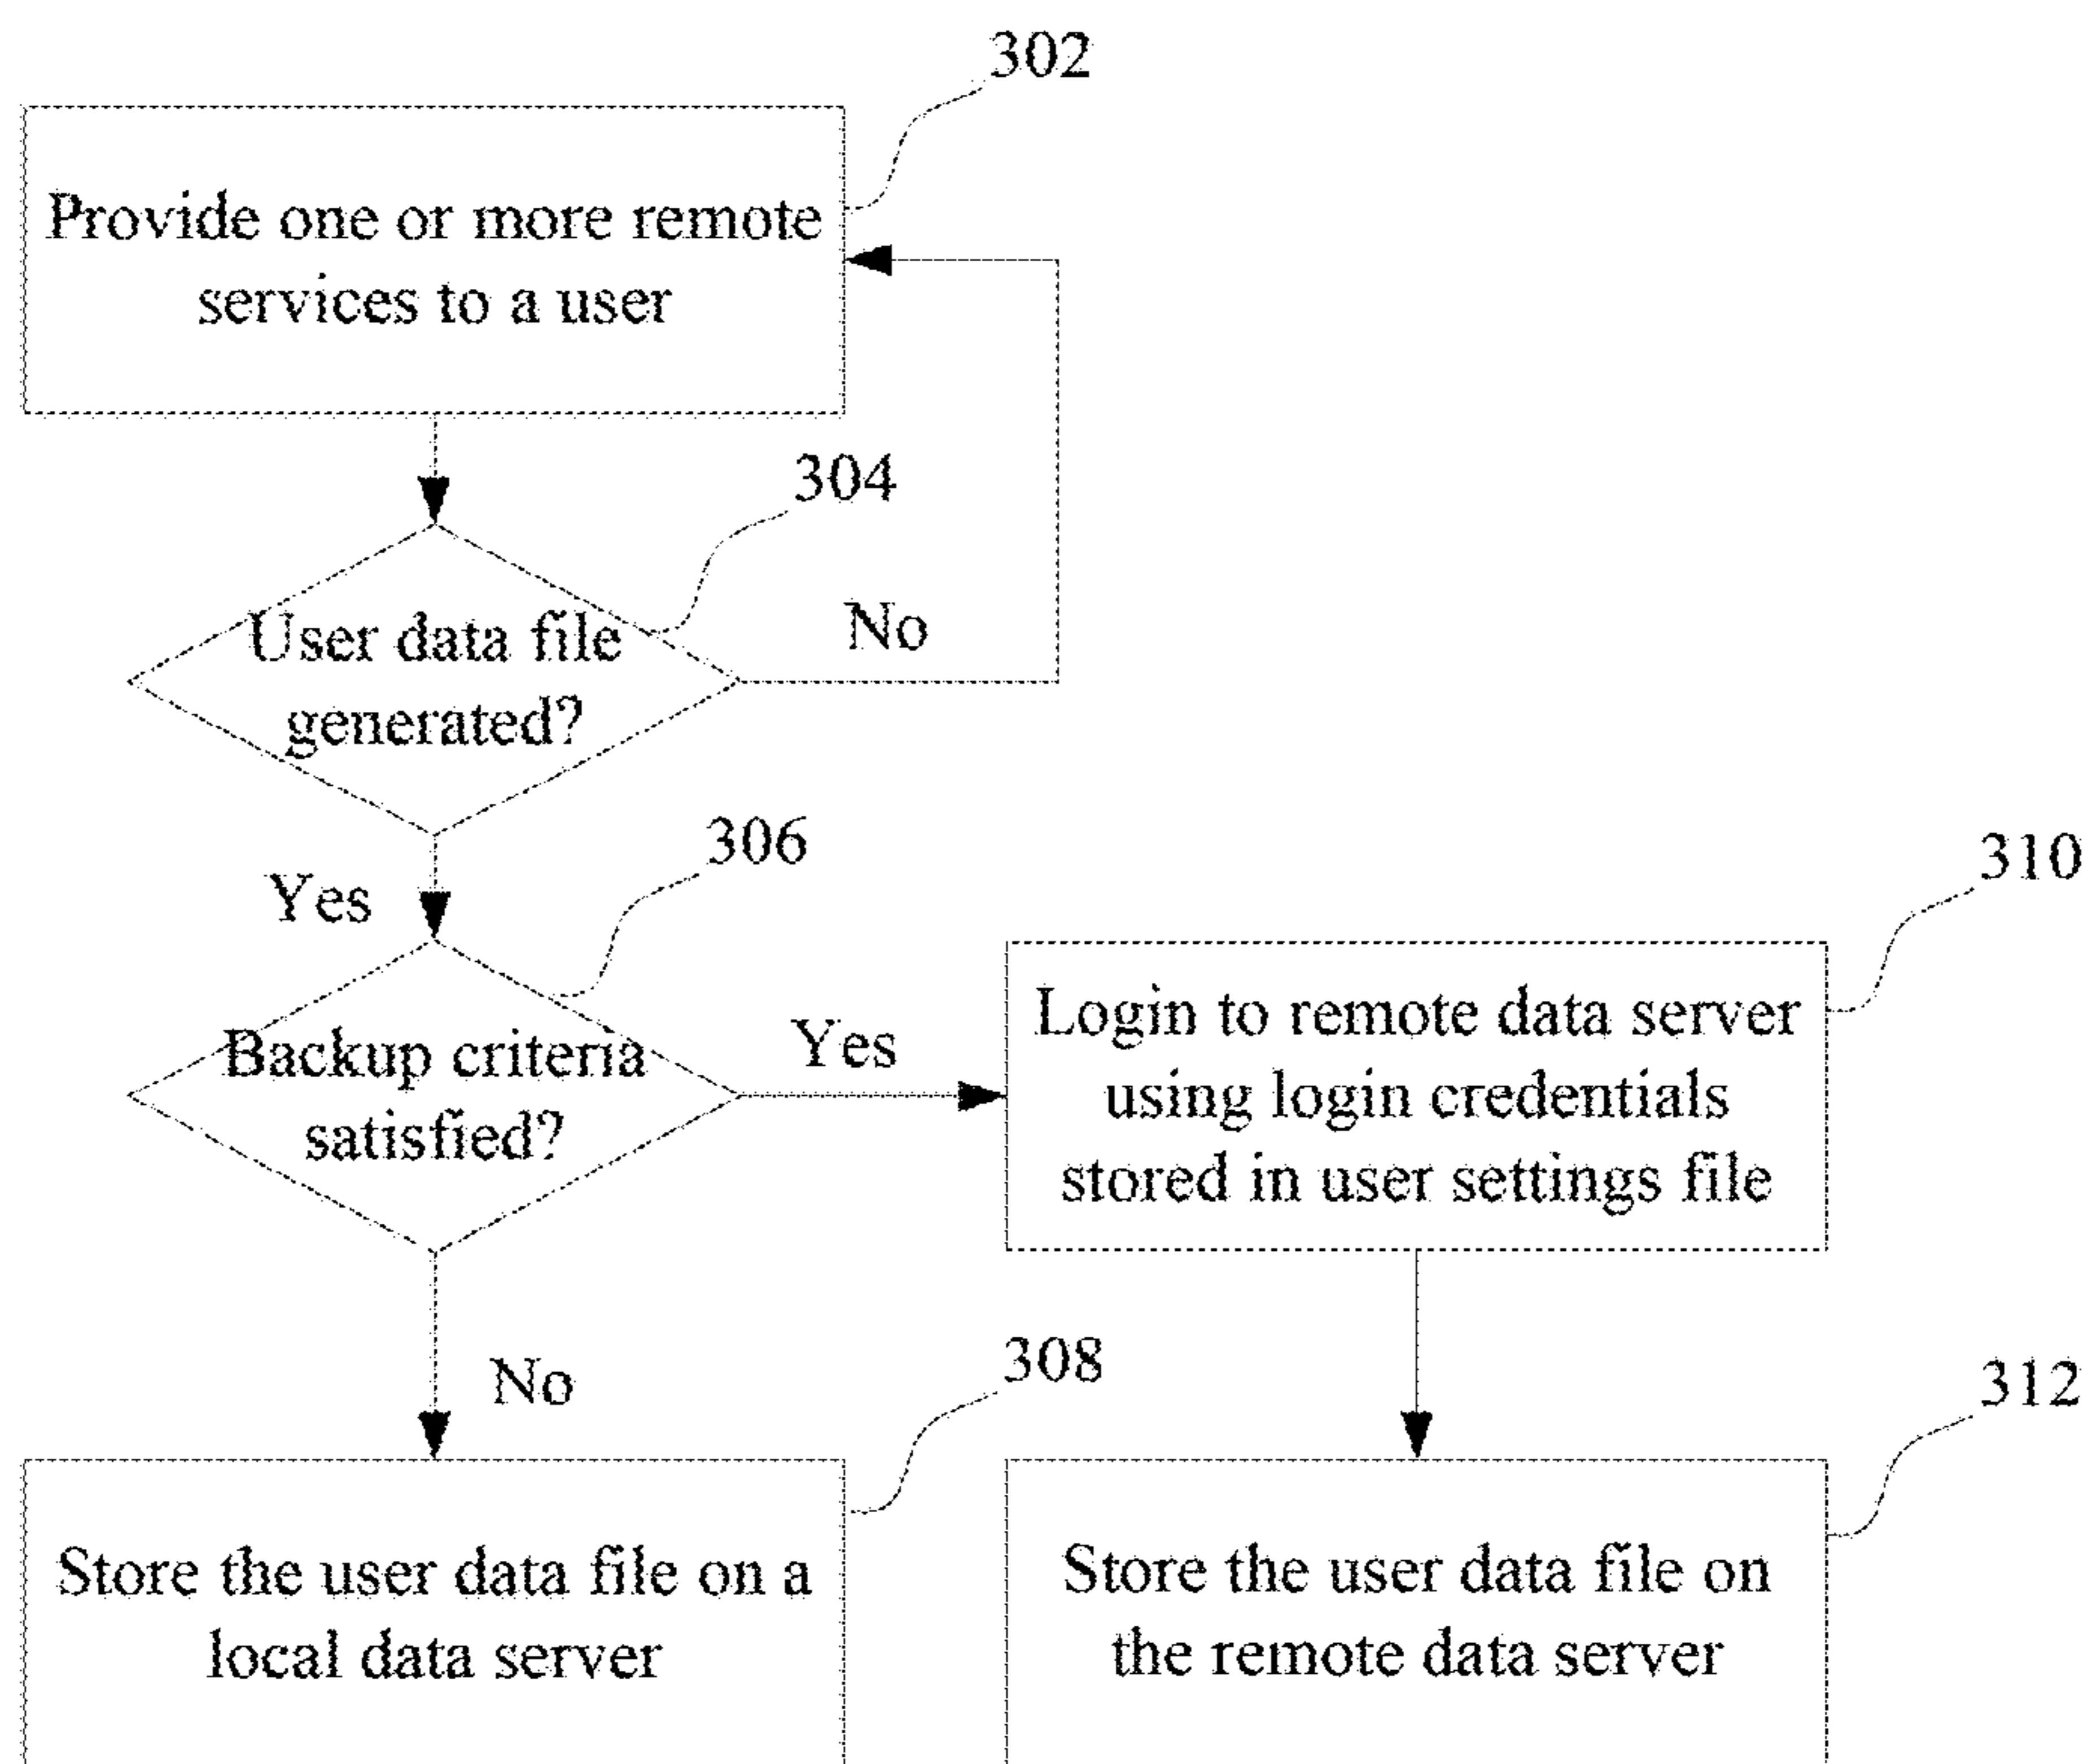 302
Provide one or more remote
services to a user
304
User data file
generated?
No
306
Yes
310
Backup criteria
satisfied?
Yes
Login to remote data server
using login credentials
stored in user settings file
No
308
312
Store the user data file on a
local data server
Store the user data file on
the remote data server